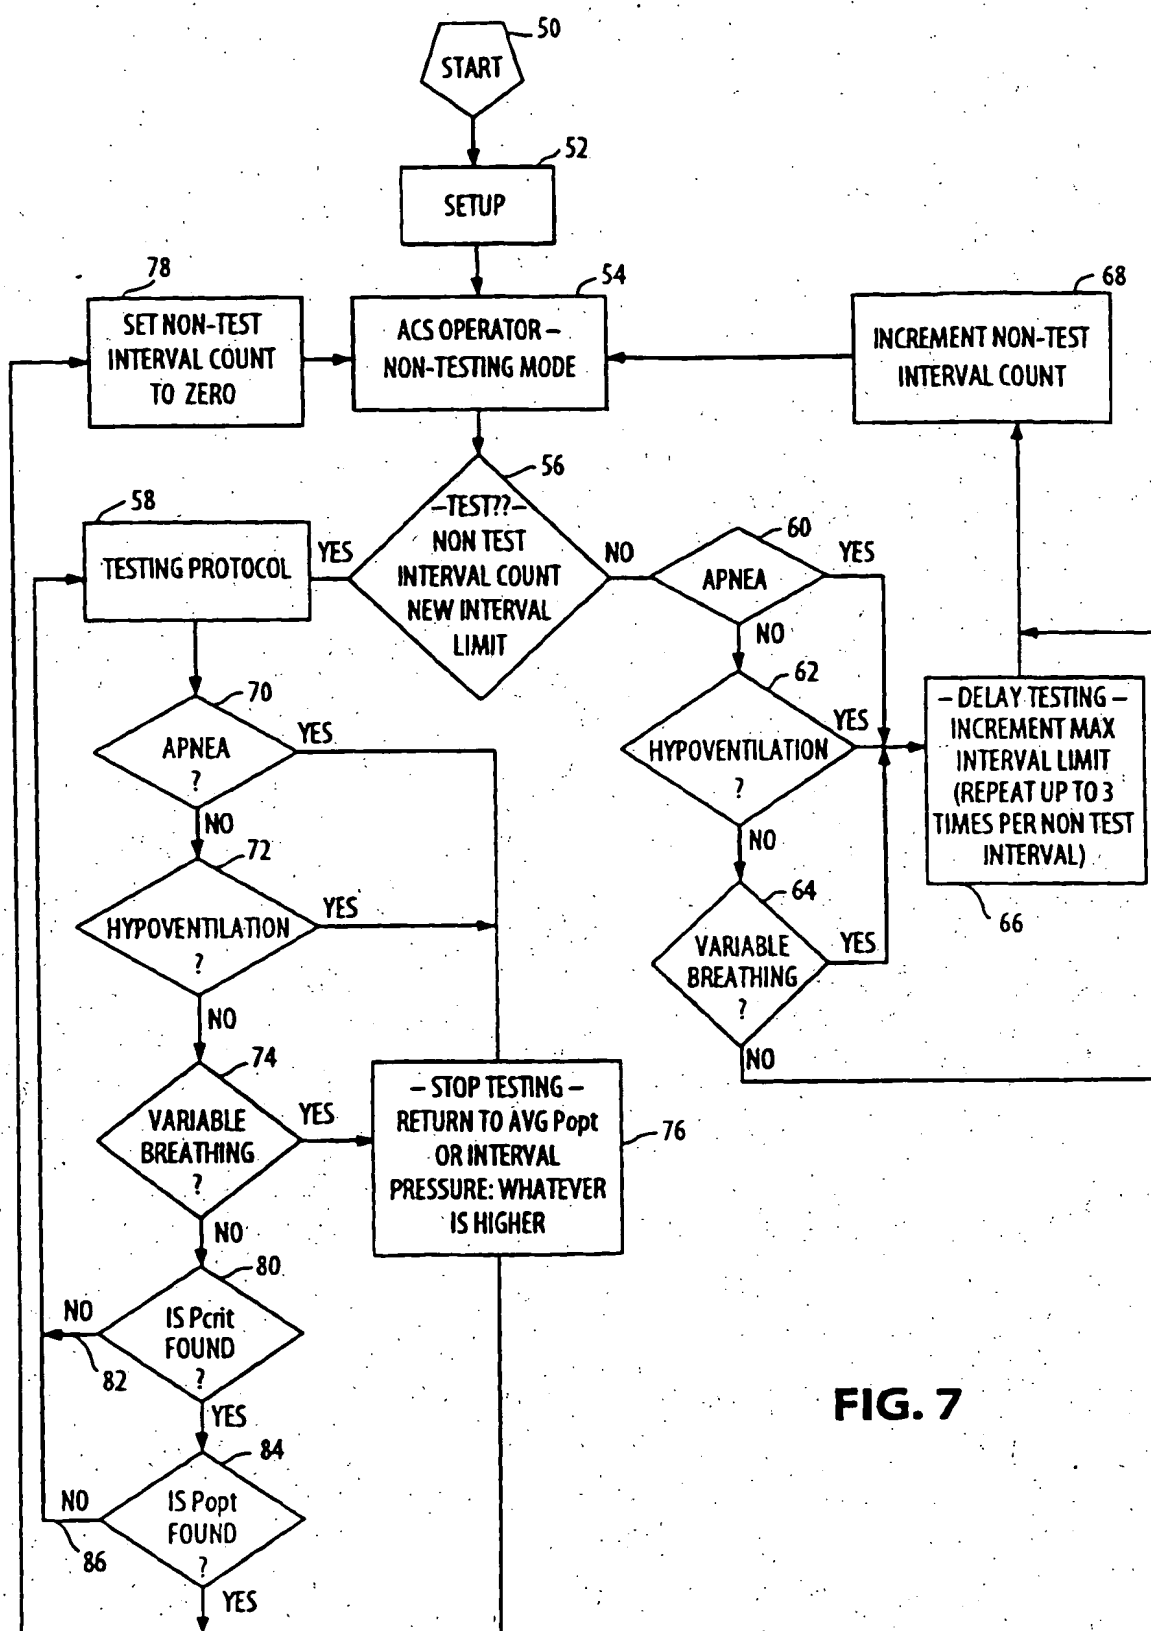 50
START
52
SETUP
78
SET NON-TEST
INTERVAL COUNT
TO ZERO
54
ACS OPERATOR –
NON-TESTING MODE
68
INCREMENT NON-TEST
INTERVAL COUNT
56
–TEST??–
NON TEST
INTERVAL COUNT
NEW INTERVAL
LIMIT
58
TESTING PROTOCOL
YES
NO
60
APNEA
YES
NO
62
HYPOVENTILATION
?
YES
NO
64
VARIABLE
BREATHING
?
YES
NO
– DELAY TESTING –
INCREMENT MAX
INTERVAL LIMIT
(REPEAT UP TO 3
TIMES PER NON TEST
INTERVAL)
66
70
APNEA
?
YES
NO
72
HYPOVENTILATION
?
YES
NO
74
VARIABLE
BREATHING
?
YES
NO
– STOP TESTING –
RETURN TO AVG Popt
OR INTERVAL
PRESSURE: WHATEVER
IS HIGHER
76
80
IS Pcrit
FOUND
?
NO
82
YES
84
IS Popt
FOUND
?
NO
86
YES
FIG. 7